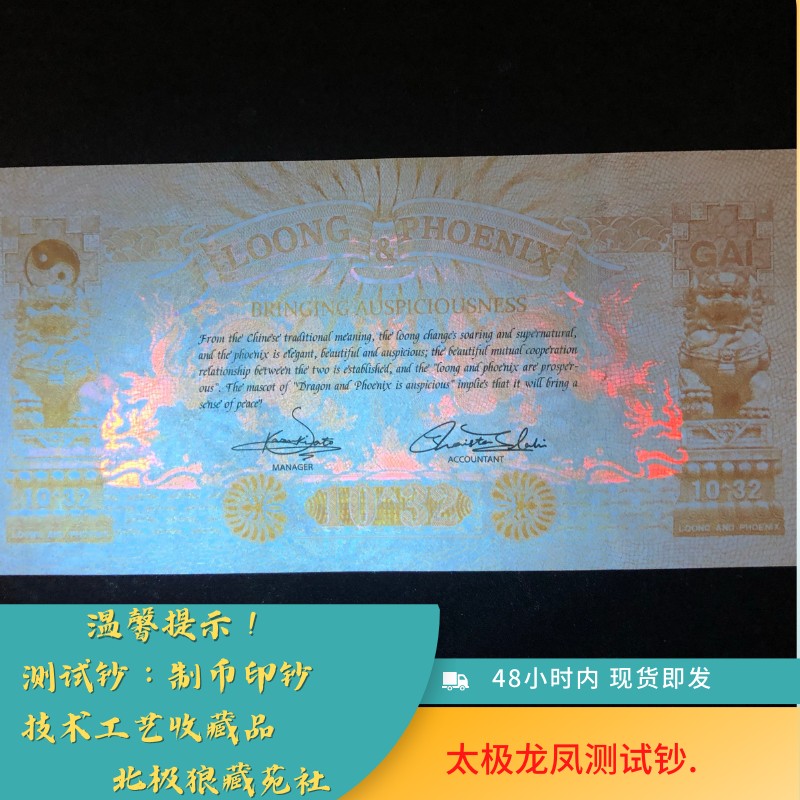 LOONG & PHOENIX
GAI
BRINGING AUSPICIOUSNESS
From the Chinese traditional meaning, the loong changes soaring and supernatural,
and the phoenix is elegant, beautiful and auspicious; the beautiful mutual cooperation
relationship between the two is established, and the "loong and phoenix are prosper-
ous". The mascot of "Dragon and Phoenix is auspicious" implies that it will bring a
sense of peace"
MANAGER
ACCOUNTANT
10-32
10-32
10-32
LOONG AND PHOENIX
温馨提示！
测试钞：制币印钞
技术工艺收藏品
北极狼藏苑社
48小时内 现货即发
太极龙凤测试钞.